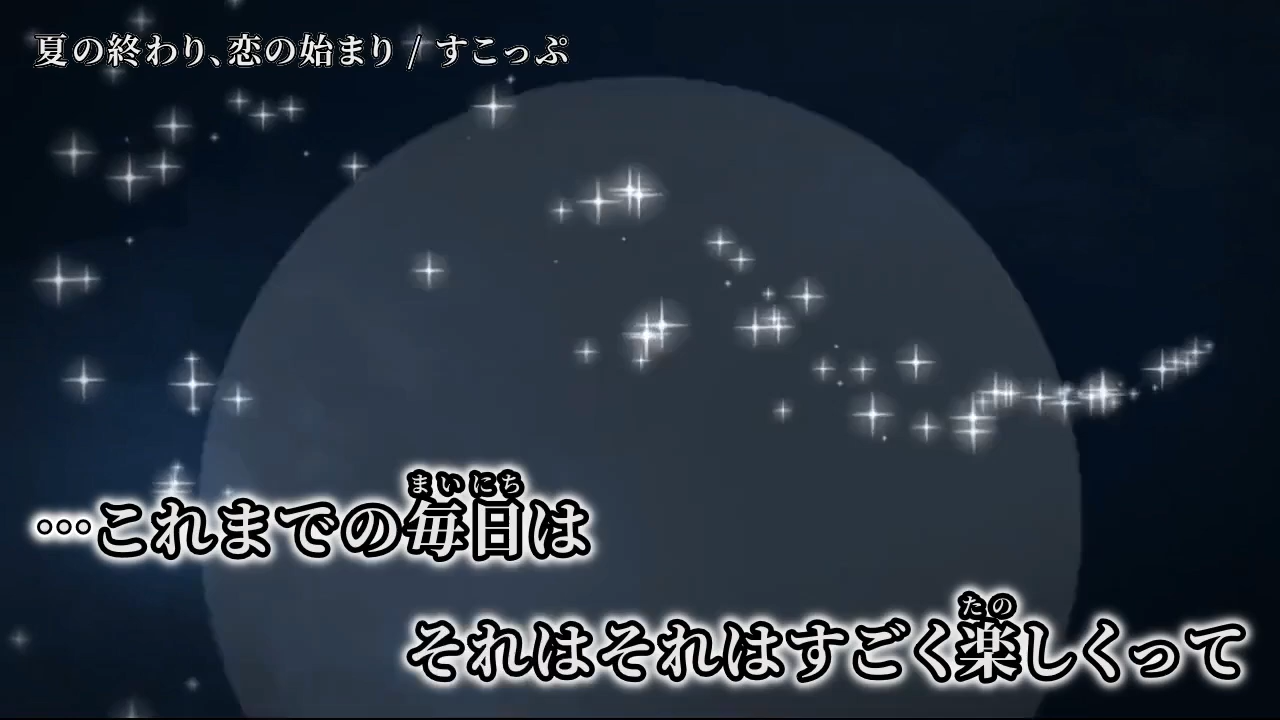 夏の終わり、恋の始まり / すこっぷ
まいにち
…これまでの毎日は
たの
それはそれはすごく楽しくって